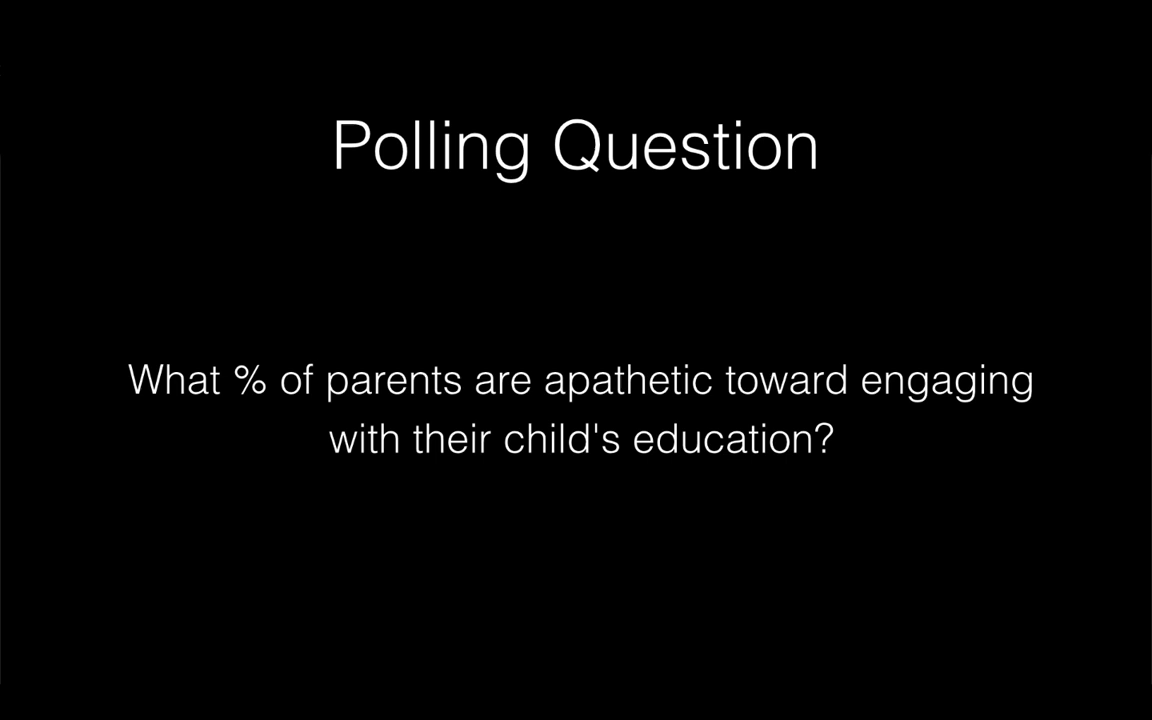 Polling Question
What % of parents are apathetic toward engaging
with their child's education?